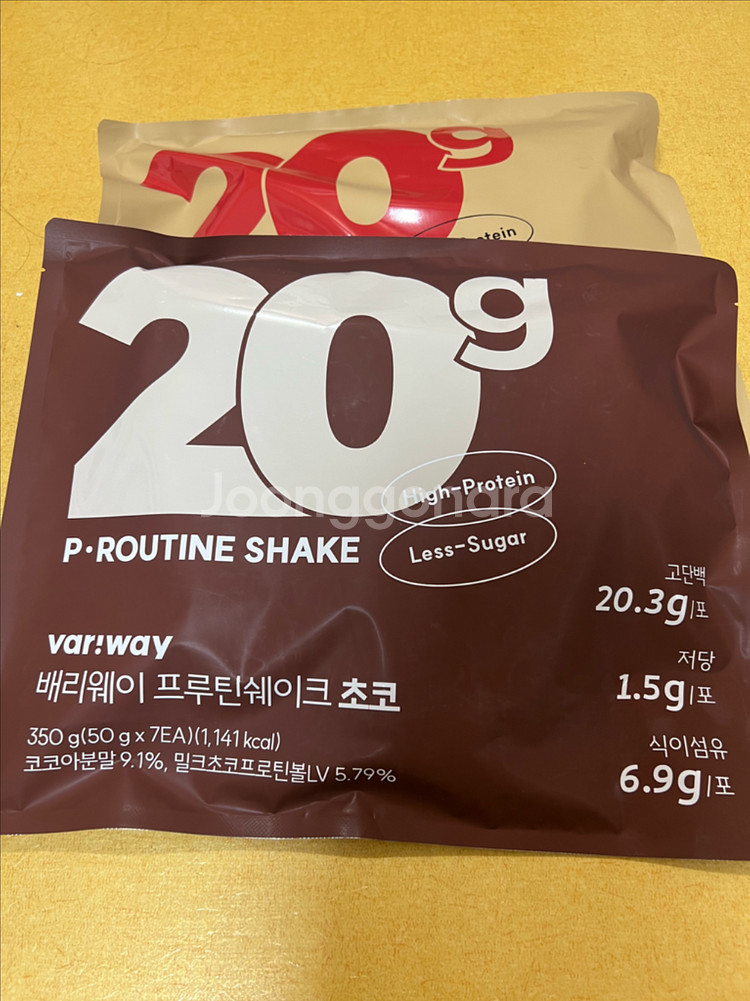 20g
tein
20g
High-Protein
Joonggonara
P·ROUTINE SHAKE
Less-Sugar
고단백
20.3g/포
var!way
저당
배리웨이 프루틴쉐이크 초코
1.5g/포
350 g(50 g x 7EA)(1,141 kcal)
식이섬유
코코아분말 9.1%, 밀크초코프로틴볼LV 5.79%
6.9g/포